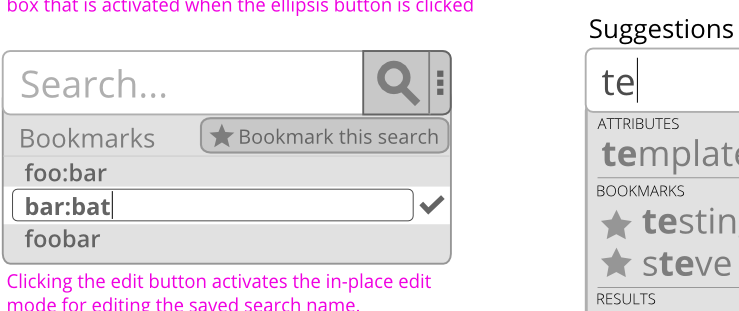 box that is activated when the ellipsis button is clicked
Search...
Bookmarks
Bookmark this search
foo:bar
bar:bat
foobar
Clicking the edit button activates the in-place edit
mode for editing the saved search name.
Suggestions
te
ATTRIBUTES
template
BOOKMARKS
testin
steve
RESULTS